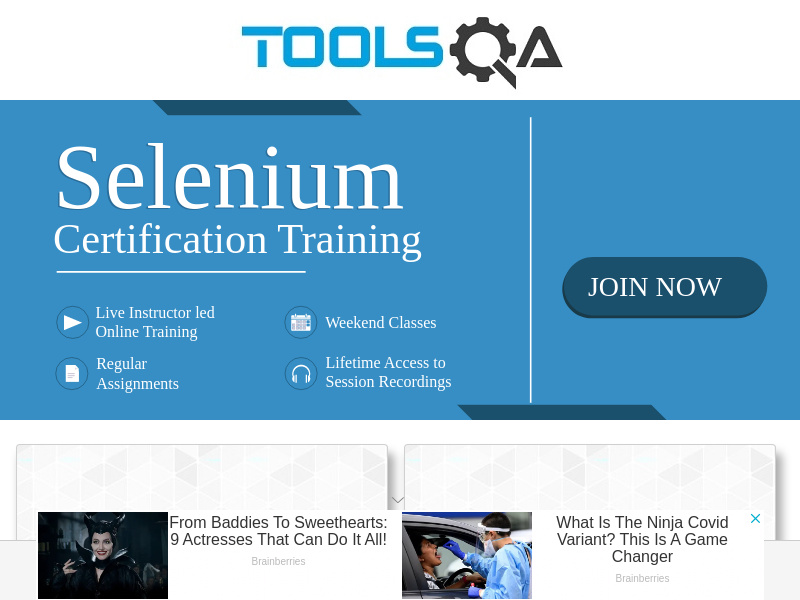 TOOLSQA
Selenium
Certification Training
JOIN NOW
Live Instructor led
Online Training
Weekend Classes
Regular
Assignments
Lifetime Access to
Session Recordings
From Baddies To Sweethearts:
9 Actresses That Can Do It All!
Brainberries
What Is The Ninja Covid
Variant? This Is A Game
Changer
Brainberries